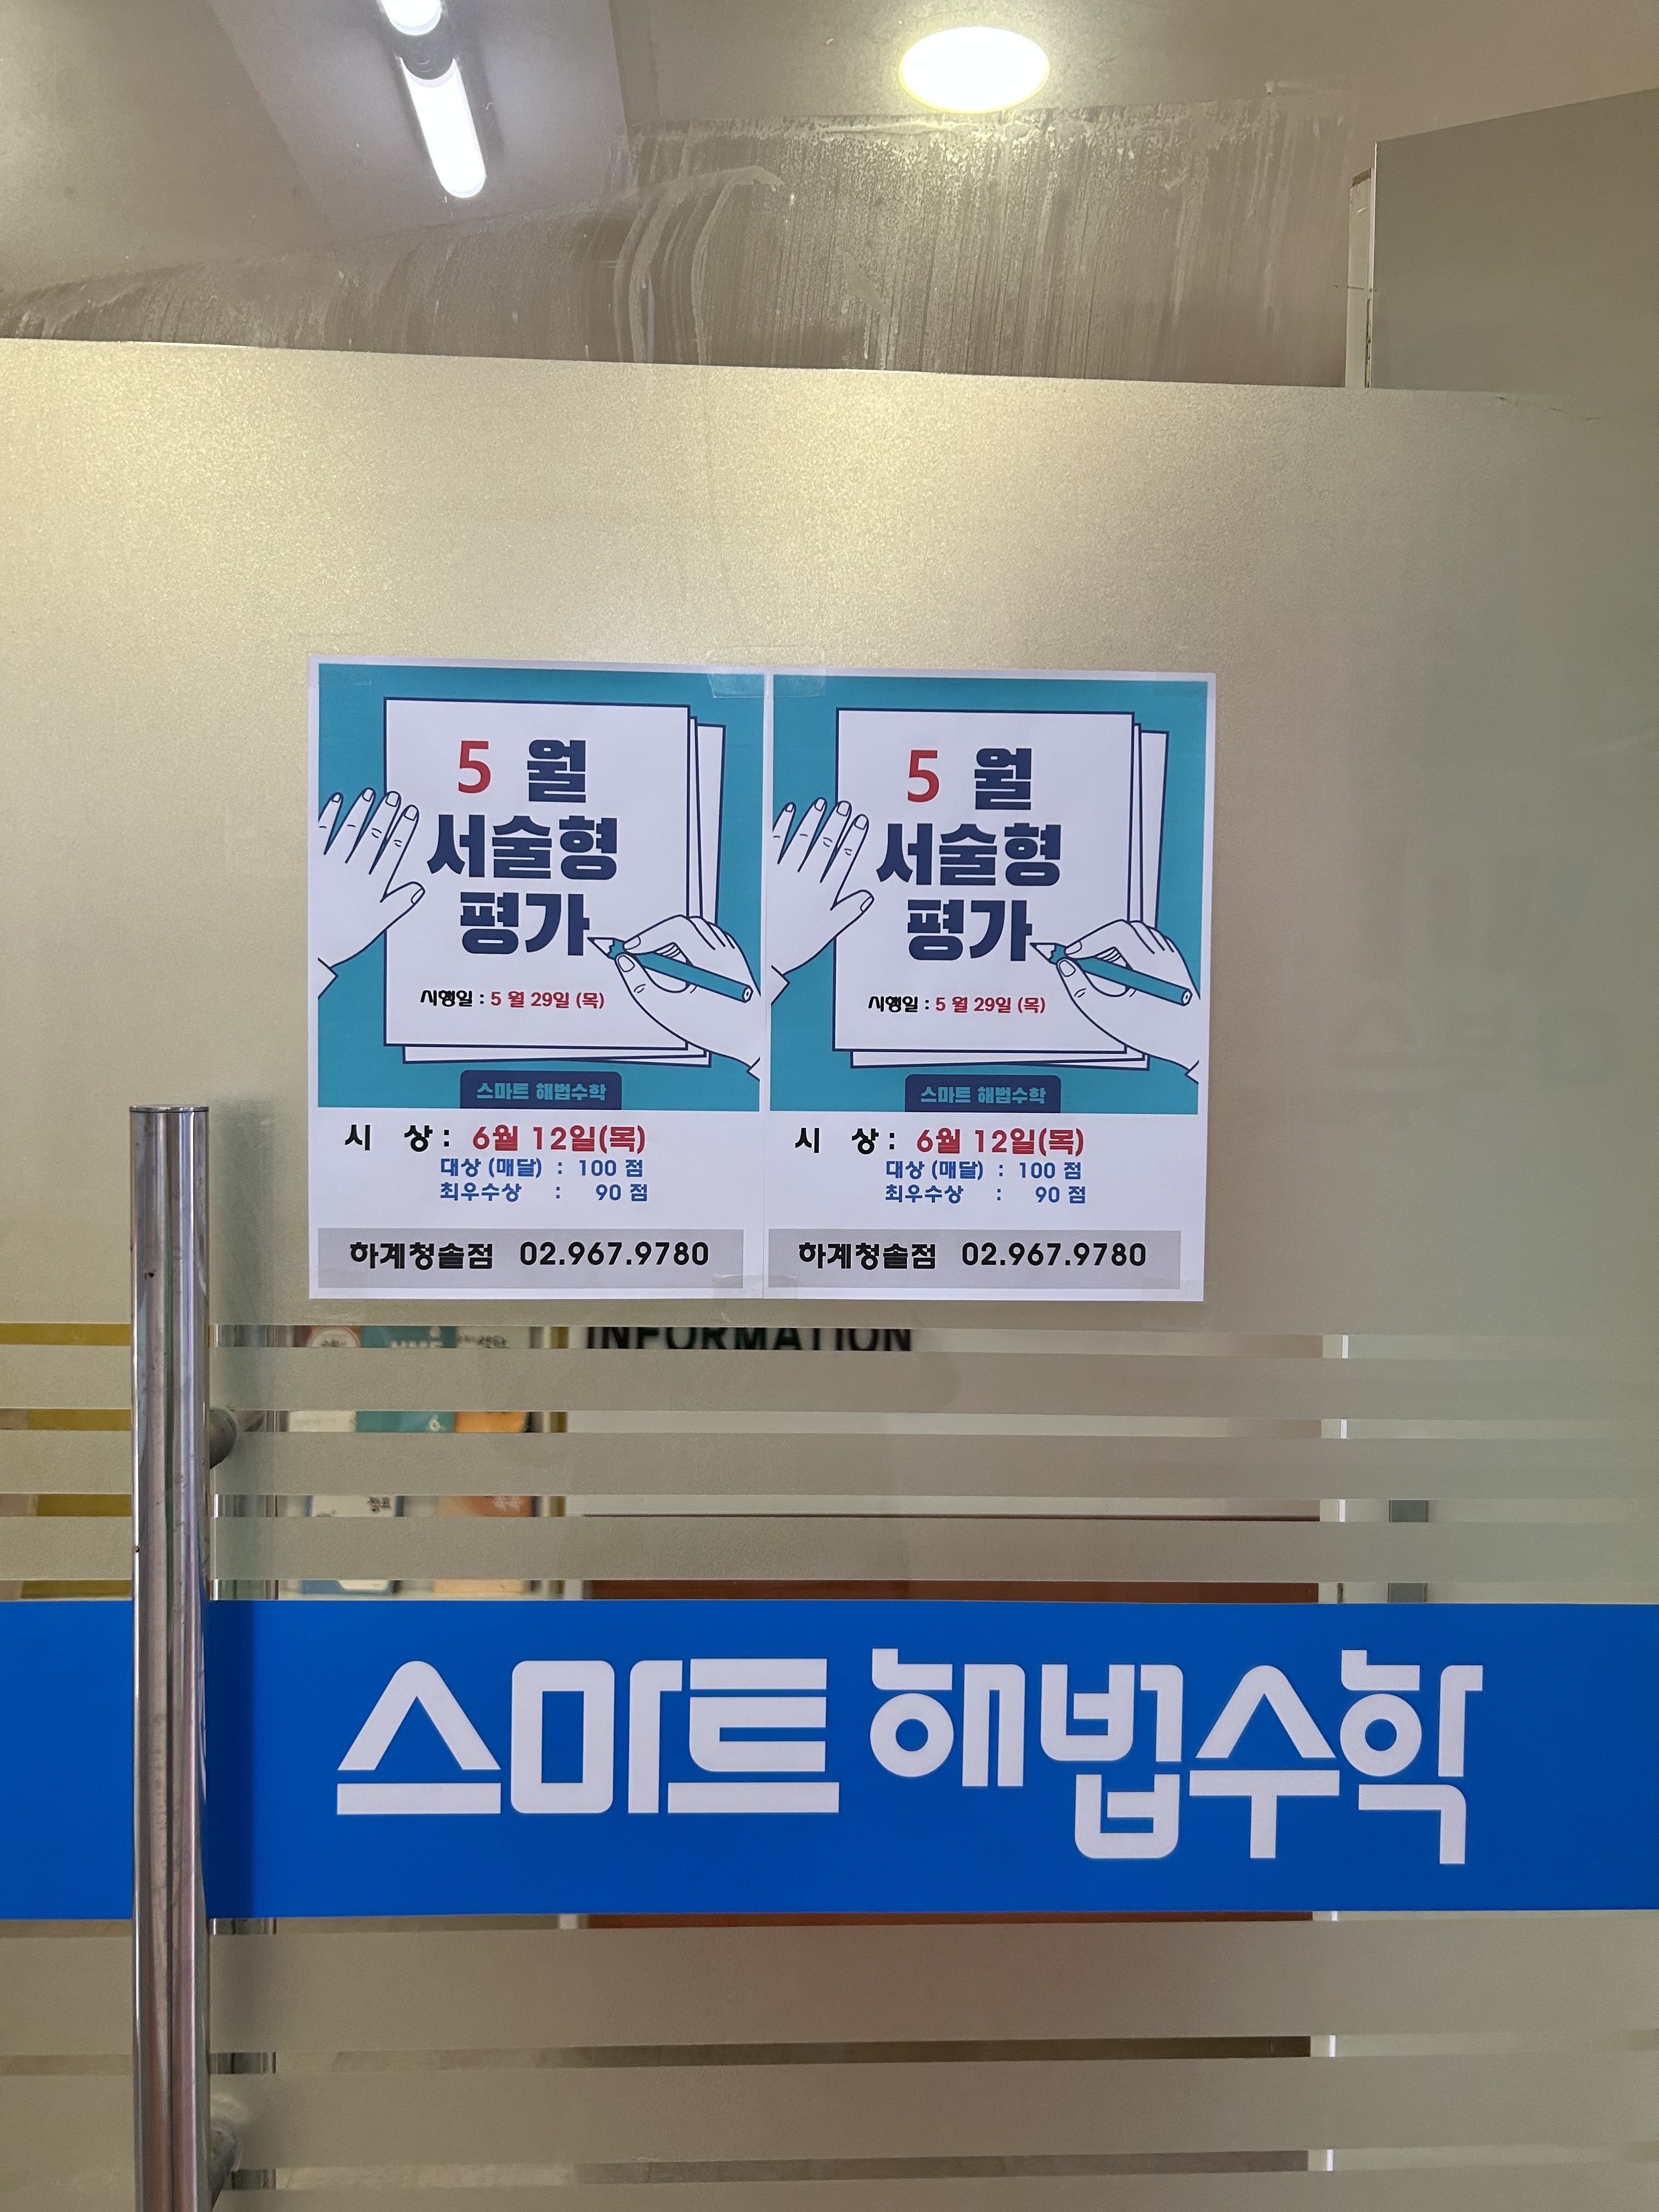 5 월
서술형
평가
시행일 : 5 월 29일 (목)
스마트 해법수학
시 상 : 6월 12일(목)
대상 (매달) : 100 점
최우수상 : 90 점
하계청솔점 02.967.9780
5 월
서술형
평가
시행일 : 5 월 29일 (목)
스마트 해법수학
시 상 : 6월 12일(목)
대상 (매달) : 100 점
최우수상 : 90 점
하계청솔점 02.967.9780
INFORMATION
스마트 해법수학